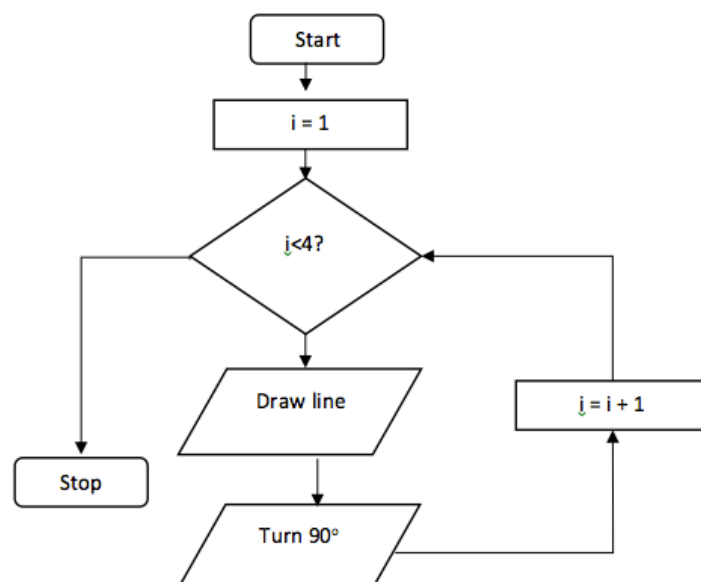 Start
i = 1
i<4?
Draw line
i = i + 1
Stop
Turn 90°